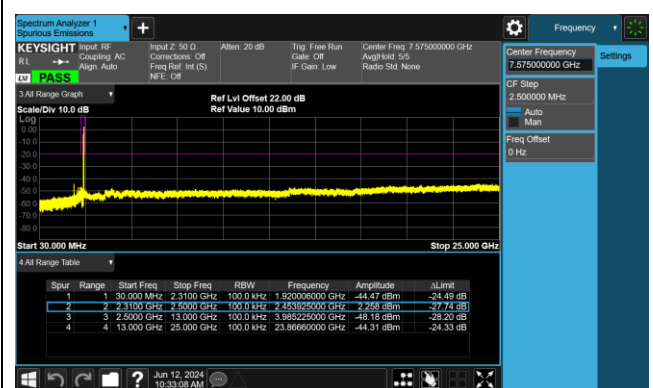 Spectrum Analyzer 1
Spurious Emissions
Frequency
KEYSIGHT Input: RF Input Z: 50 Ω Atten: 20 dB Trig: Free Run Center Freq: 7.575000000 GHz
RL Coupling: AC Corrections: Off Gate: Off Avg|Hold: 5/5
Align: Auto Freq Ref: Int (S) IF Gain: Low Radio Std: None
NFE: Off
LXI PASS
Center Frequency
7.575000000 GHz
Settings
CF Step
2.500000 MHz
Auto
Man
Freq Offset
0 Hz
3 All Range Graph
Ref Lvl Offset 22.00 dB
Scale/Div 10.0 dB Ref Value 10.00 dBm
Log
0.00
-10.0
-20.0
-30.0
-40.0
-50.0
-60.0
-70.0
-80.0
Start 30.000 MHz Stop 25.000 GHz
4 All Range Table
Spur Range Start Freq Stop Freq RBW Frequency Amplitude ΔLimit
1 1 30.000 MHz 2.3100 GHz 100.0 kHz 1.920006000 GHz -44.47 dBm -24.49 dB
2 2 2.3100 GHz 2.5000 GHz 100.0 kHz 2.453925000 GHz 2.258 dBm -27.74 dB
3 3 2.5000 GHz 13.000 GHz 100.0 kHz 3.985225000 GHz -48.18 dBm -28.20 dB
4 4 13.000 GHz 25.000 GHz 100.0 kHz 23.86660000 GHz -44.31 dBm -24.33 dB
Jun 12, 2024
10:33:08 AM